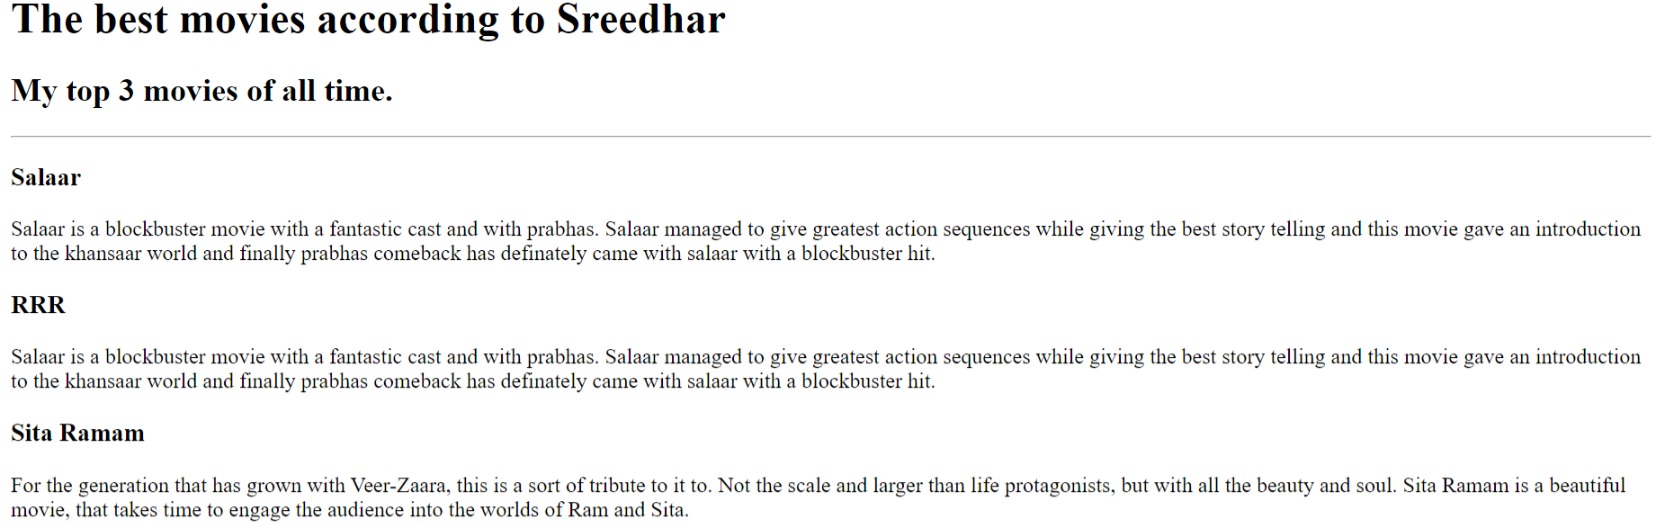 The best movies according to Sreedhar
My top 3 movies of all time.
Salaar
Salaar is a blockbuster movie with a fantastic cast and with prabhas. Salaar managed to give greatest action sequences while giving the best story telling and this movie gave an introduction
to the khansaar world and finally prabhas comeback has definately came with salaar with a blockbuster hit.
RRR
Salaar is a blockbuster movie with a fantastic cast and with prabhas. Salaar managed to give greatest action sequences while giving the best story telling and this movie gave an introduction
to the khansaar world and finally prabhas comeback has definately came with salaar with a blockbuster hit.
Sita Ramam
For the generation that has grown with Veer-Zaara, this is a sort of tribute to it to. Not the scale and larger than life protagonists, but with all the beauty and soul. Sita Ramam is a beautiful
movie, that takes time to engage the audience into the worlds of Ram and Sita.